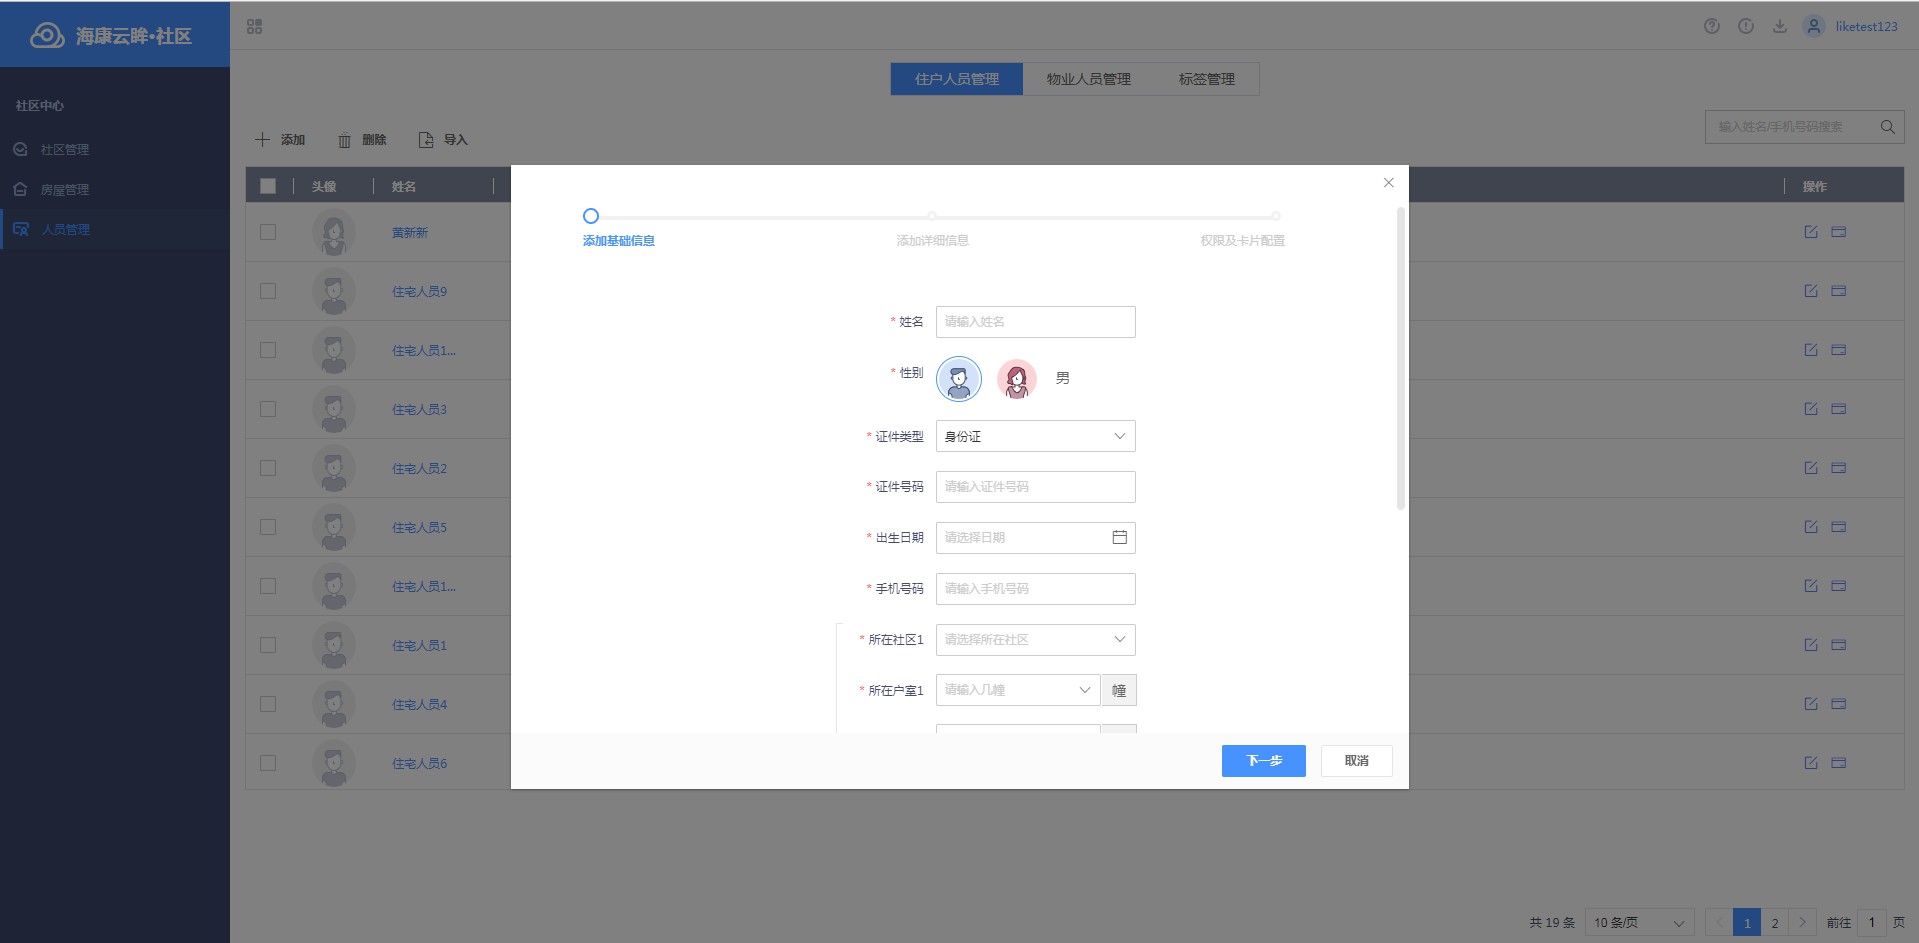 海康云眸•社区
liketest123
社区中心
社区管理
房屋管理
人员管理
住户人员管理
物业人员管理
标签管理
添加
删除
导入
输入姓名/手机号码搜索
头像
姓名
操作
黄新新
住宅人员9
住宅人员1...
住宅人员3
住宅人员2
住宅人员5
住宅人员1...
住宅人员1
住宅人员4
住宅人员6
添加基础信息
添加详细信息
权限及卡片配置
* 姓名
请输入姓名
* 性别
男
* 证件类型
身份证
* 证件号码
请输入证件号码
* 出生日期
请选择日期
* 手机号码
请输入手机号码
* 所在社区1
请选择所在社区
* 所在户室1
请输入几幢
幢
下一步
取消
共 19 条
10 条/页
1
2
前往
1
页